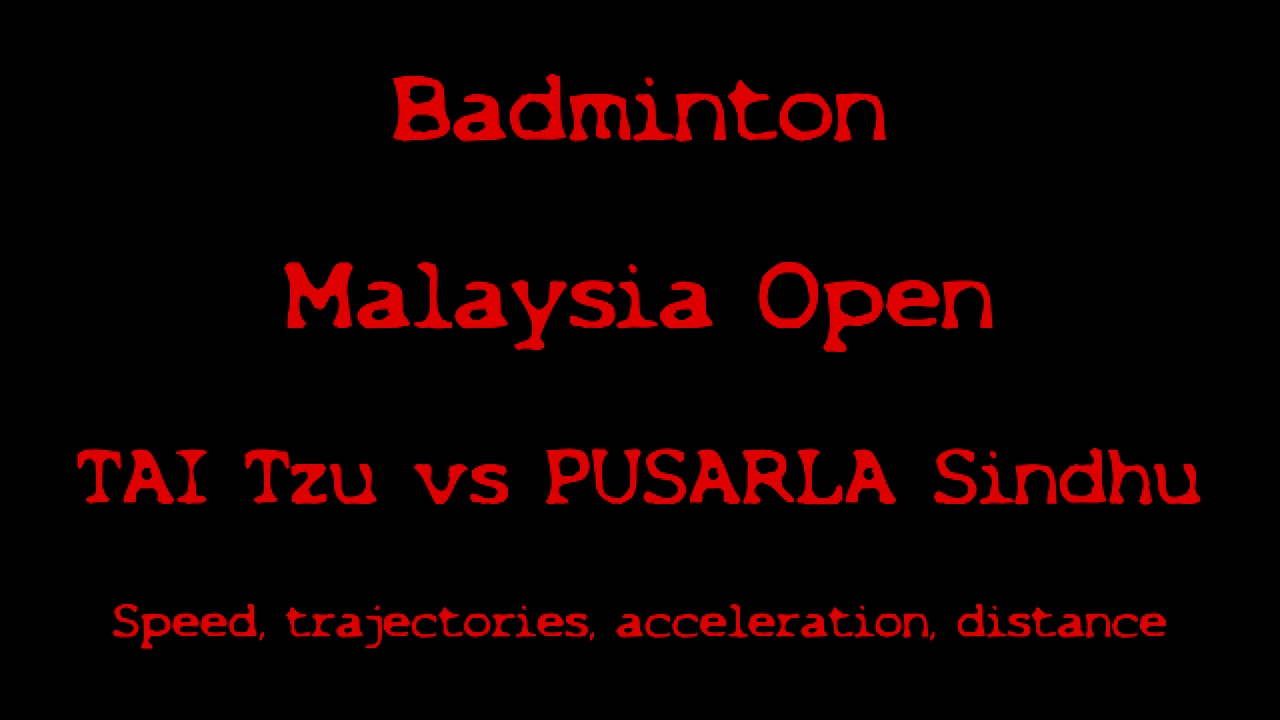 Badminton
Malaysia Open
TAI Tzu vs PUSARLA Sindhu
Speed, trajectories, acceleration, distance